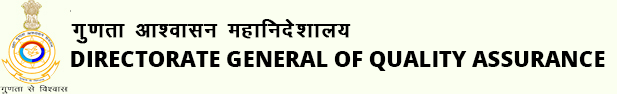 गुणता आश्वासन महानिदेशालय
DIRECTORATE GENERAL OF QUALITY ASSURANCE
गुणता से विश्वास